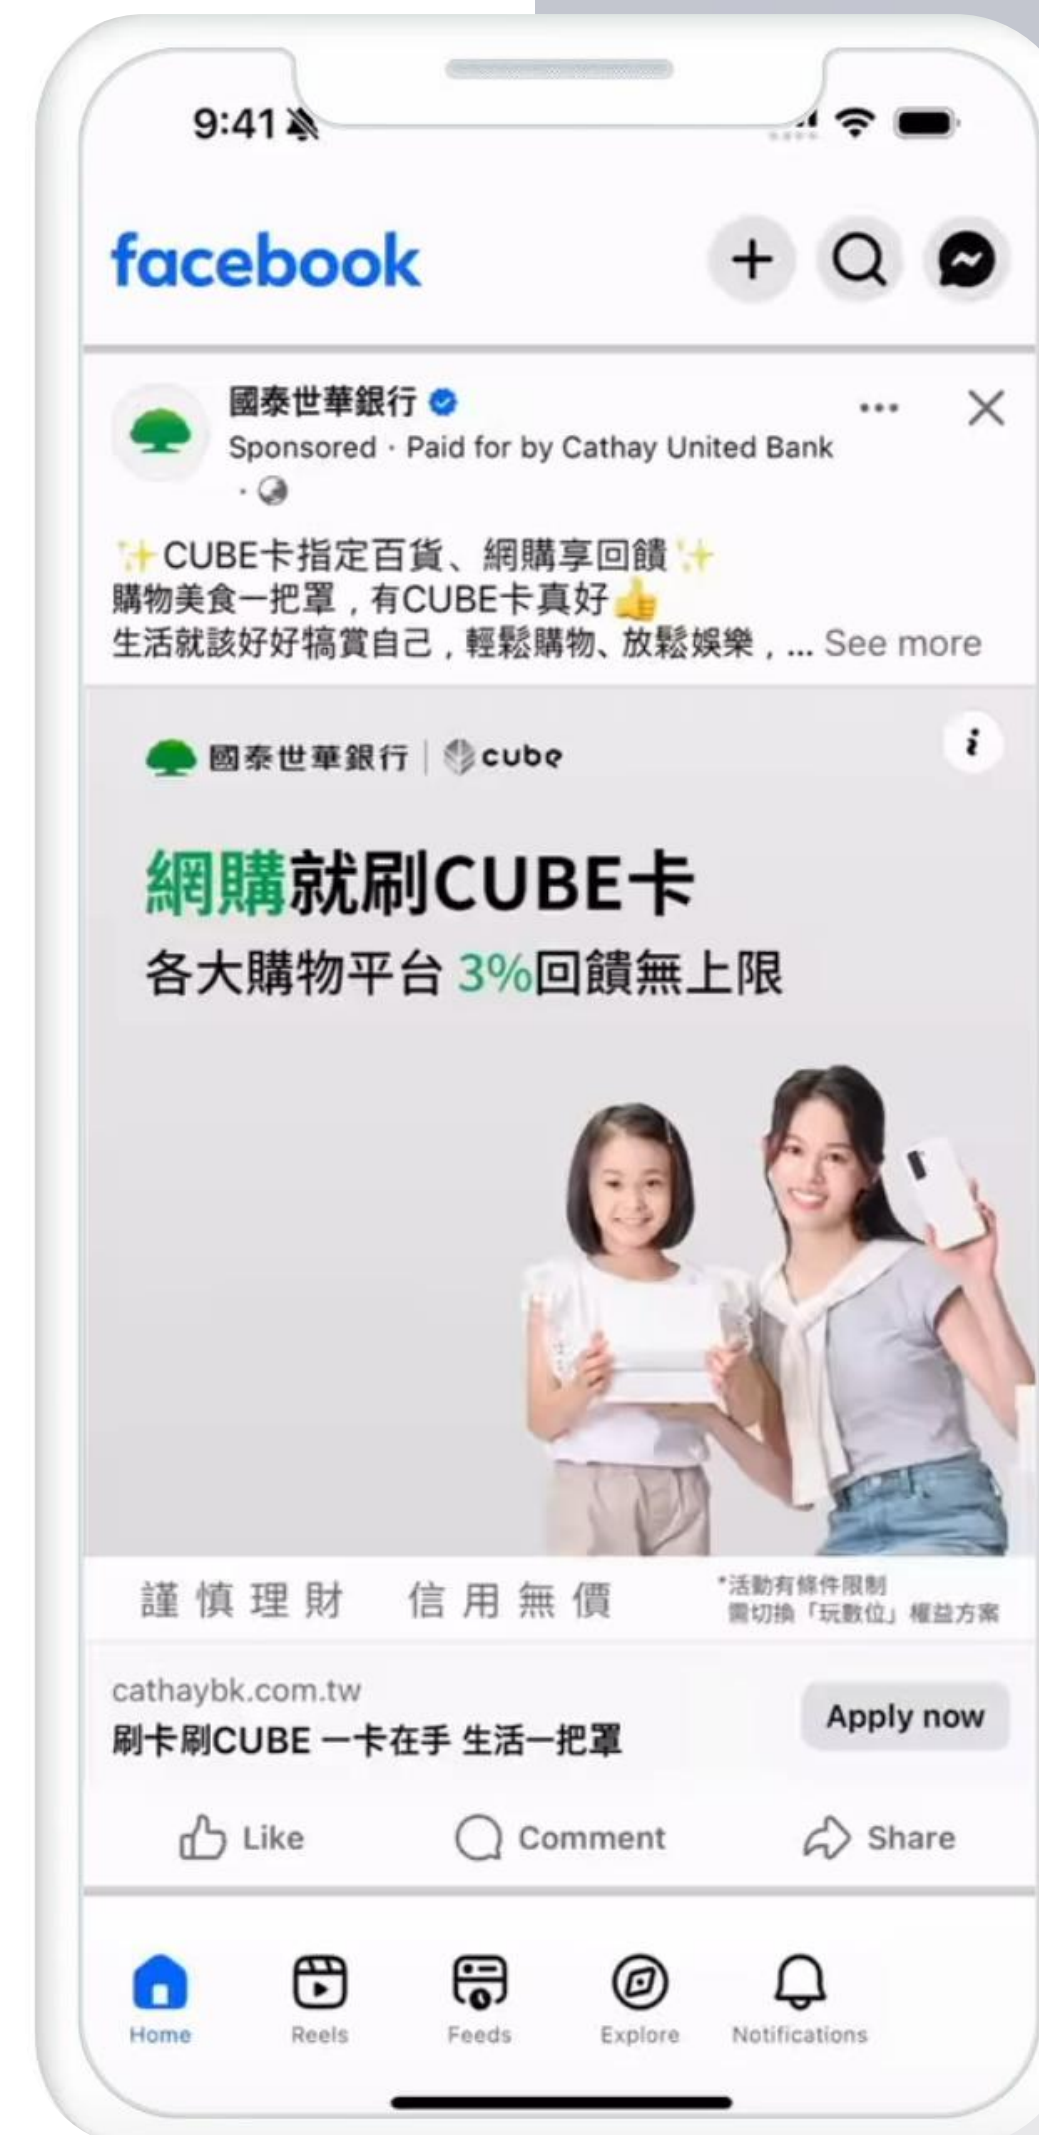 9:41
facebook
國泰世華銀行
Sponsored · Paid for by Cathay United Bank
·
✨CUBE卡指定百貨、網購享回饋✨
購物美食一把罩，有CUBE卡真好👍
生活就該好好犒賞自己，輕鬆購物、放鬆娛樂，... See more
國泰世華銀行 | cube
網購就刷CUBE卡
各大購物平台 3%回饋無上限
謹慎理財 信用無價
*活動有條件限制
需切換「玩數位」權益方案
cathaybk.com.tw
刷卡刷CUBE 一卡在手 生活一把罩
Apply now
Like Comment Share
Home Reels Feeds Explore Notifications